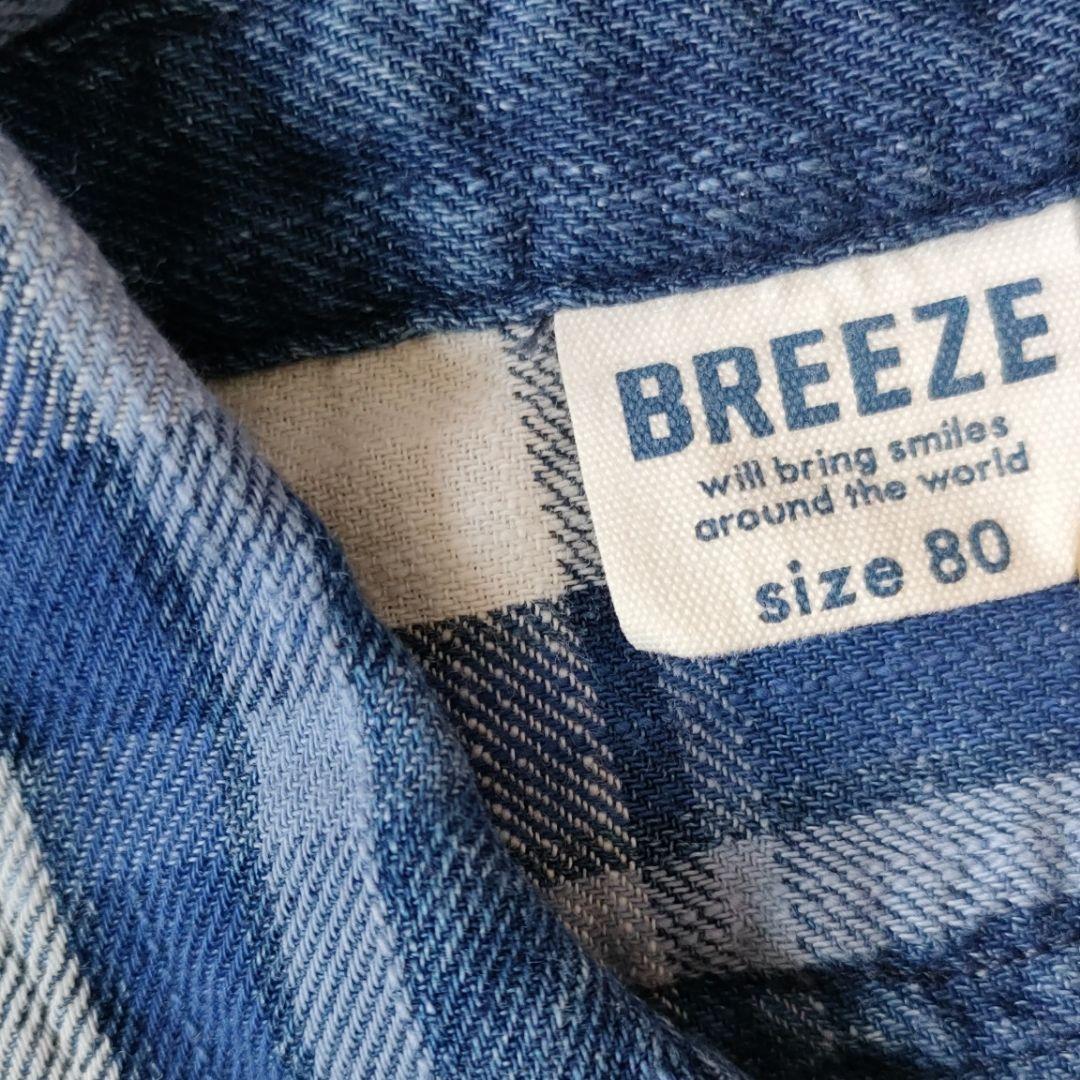 BREEZE
will bring smiles
around the world
size 80